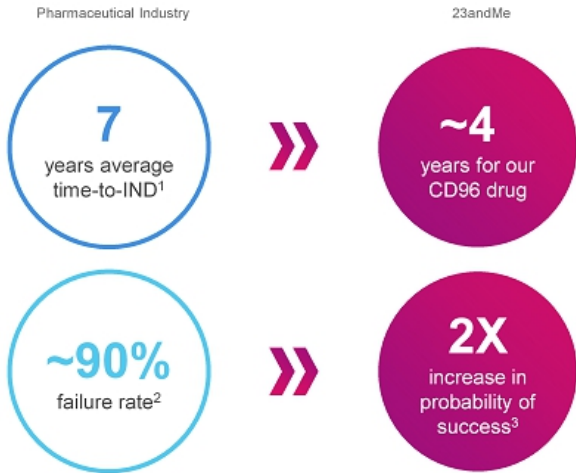 Pharmaceutical Industry
23andMe
7
years average
time-to-IND¹
~4
years for our
CD96 drug
~90%
failure rate²
2X
increase in
probability of
success³